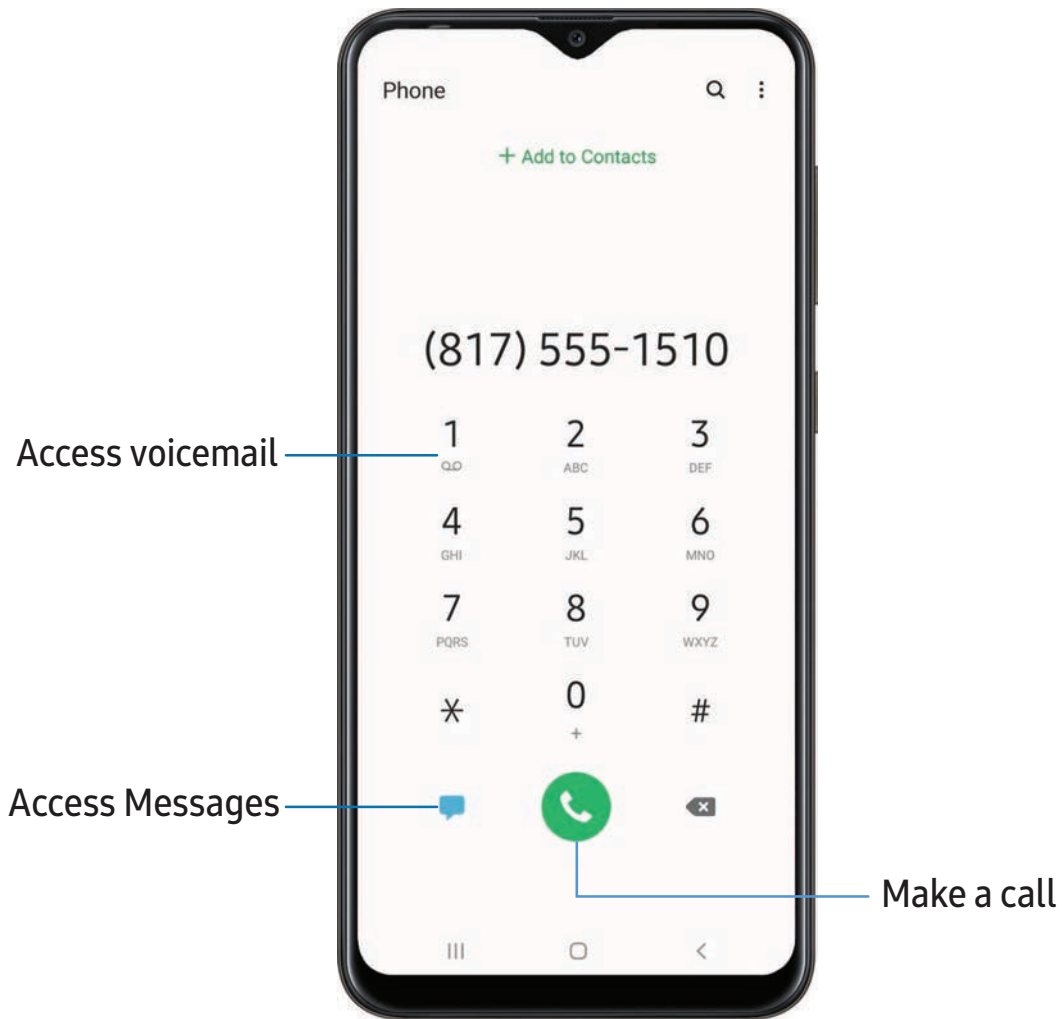 Phone
+ Add to Contacts
(817) 555-1510
Access voicemail
1 2 3
ABC DEF
4 5 6
GHI JKL MNO
7 8 9
PQRS TUV WXYZ
* 0 #
+
Access Messages
Make a call